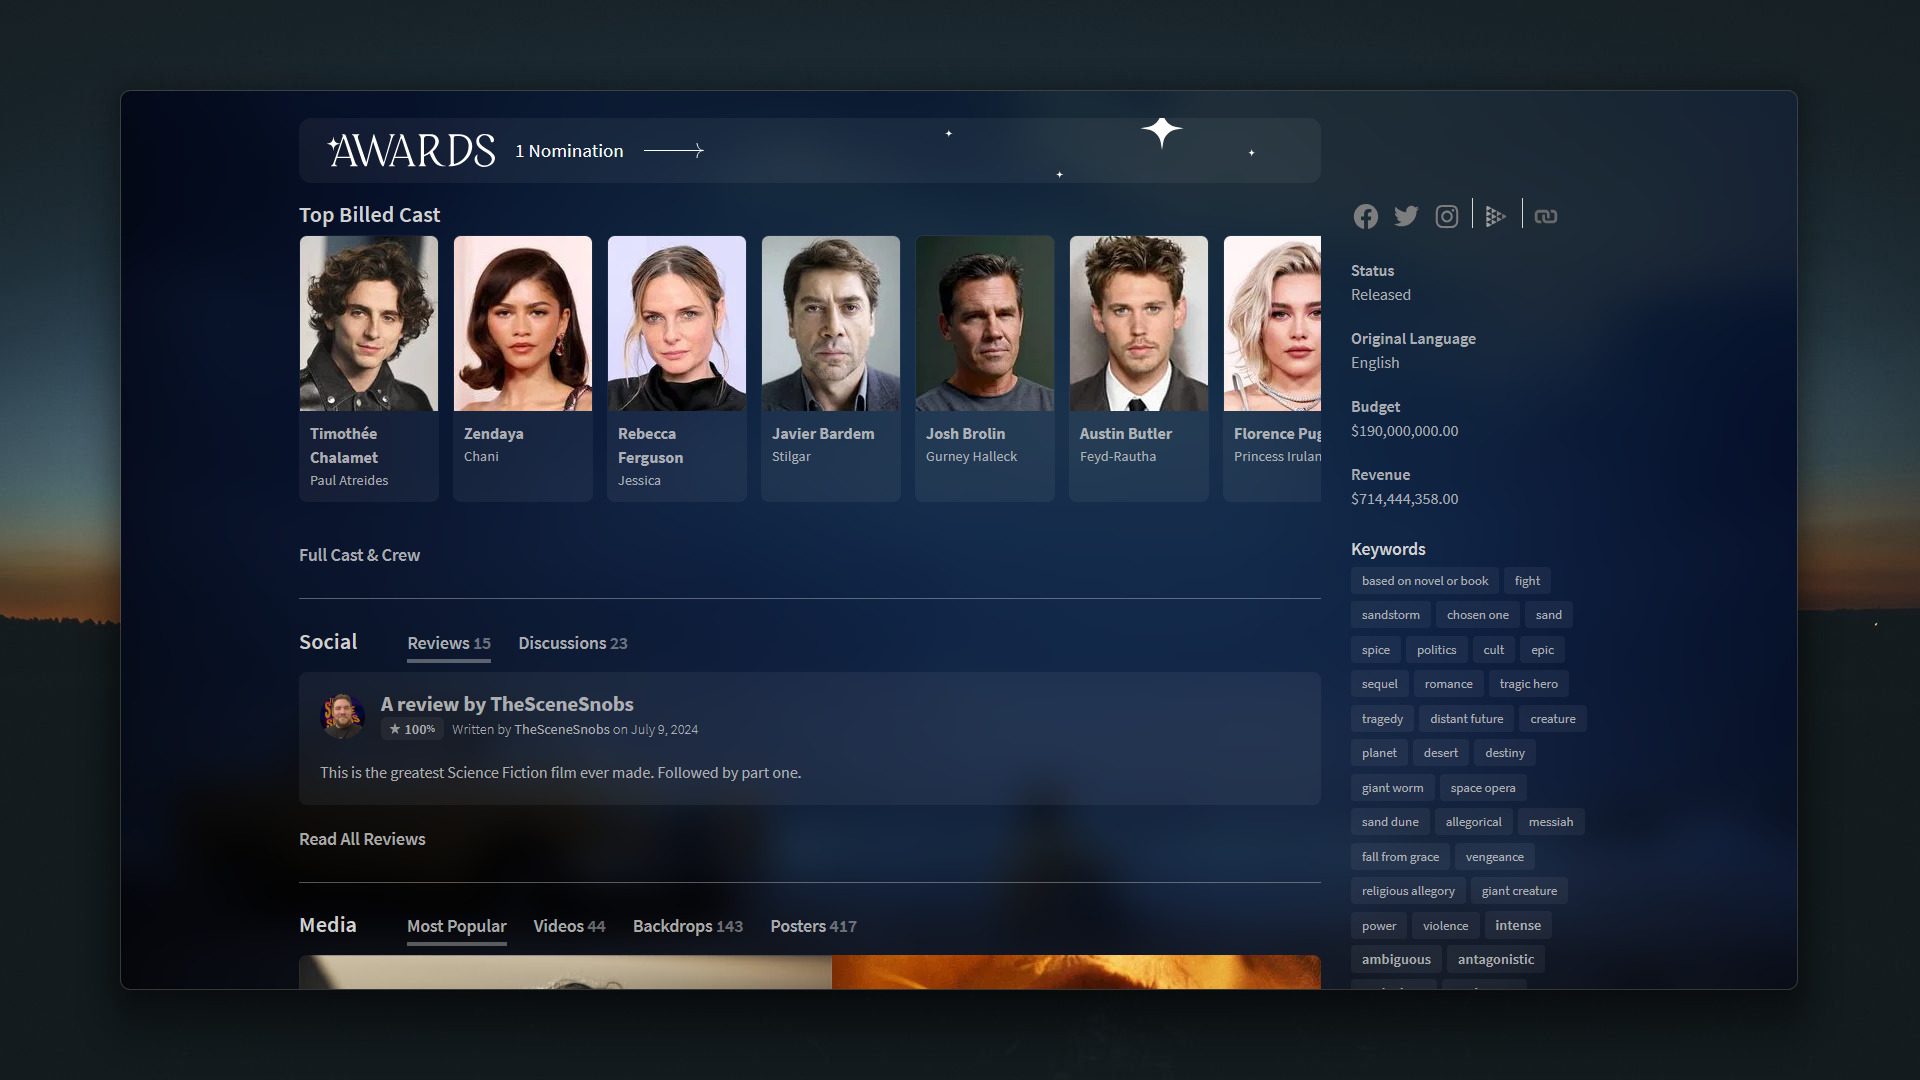 AWARDS 1 Nomination
Top Billed Cast
Timothée
Chalamet
Paul Atreides
Zendaya
Chani
Rebecca
Ferguson
Jessica
Javier Bardem
Stilgar
Josh Brolin
Gurney Halleck
Austin Butler
Feyd-Rautha
Florence Pug
Princess Irulan
Full Cast & Crew
Social Reviews 15 Discussions 23
A review by TheSceneSnobs
★ 100% Written by TheSceneSnobs on July 9, 2024
This is the greatest Science Fiction film ever made. Followed by part one.
Read All Reviews
Media Most Popular Videos 44 Backdrops 143 Posters 417
Status
Released
Original Language
English
Budget
$190,000,000.00
Revenue
$714,444,358.00
Keywords
based on novel or book fight
sandstorm chosen one sand
spice politics cult epic
sequel romance tragic hero
tragedy distant future creature
planet desert destiny
giant worm space opera
sand dune allegorical messiah
fall from grace vengeance
religious allegory giant creature
power violence intense
ambiguous antagonistic